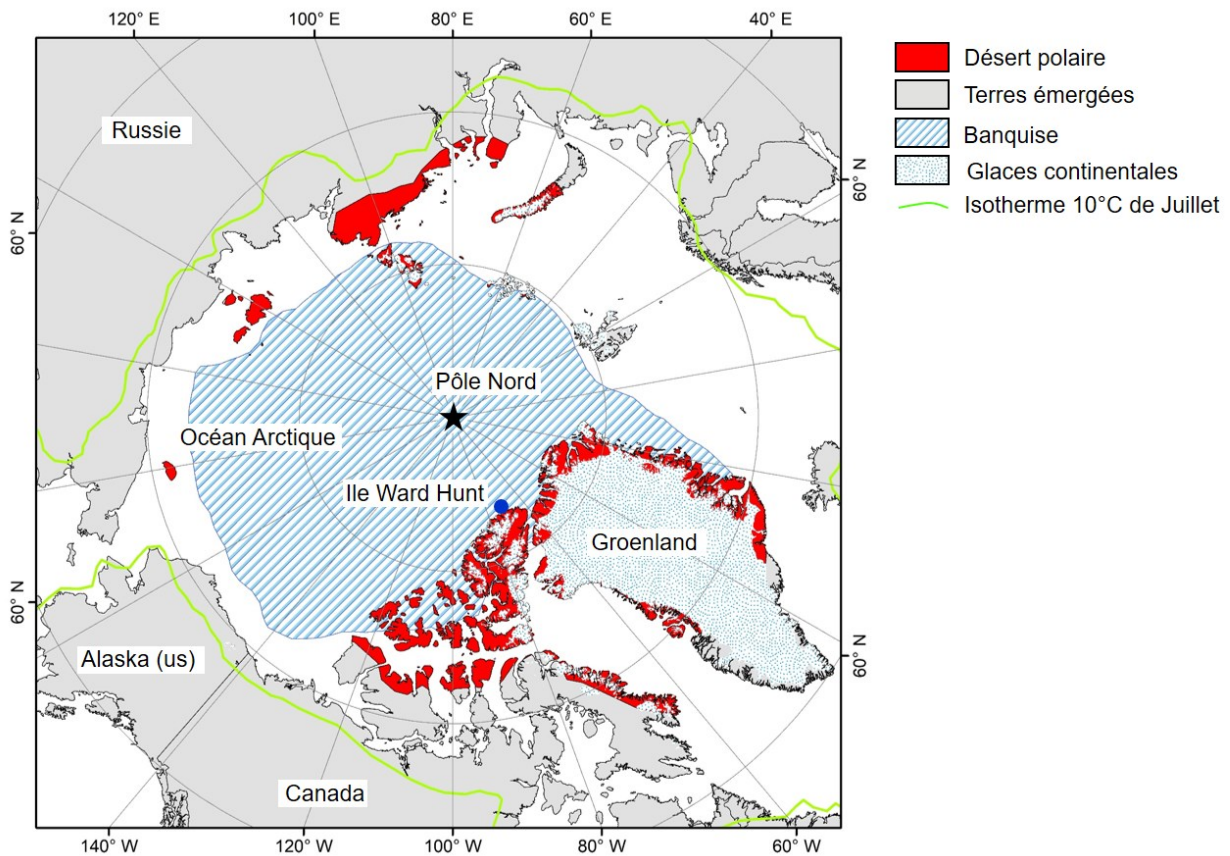 120° E
100° E
80° E
60° E
40° E
Désert polaire
Terres émergées
Banquise
Glaces continentales
Isotherme 10°C de Juillet
Russie
60° N
60° N
Pôle Nord
Océan Arctique
Ile Ward Hunt
Groenland
60° N
Alaska (us)
60° N
Canada
140° W
120° W
100° W
80° W
60° W